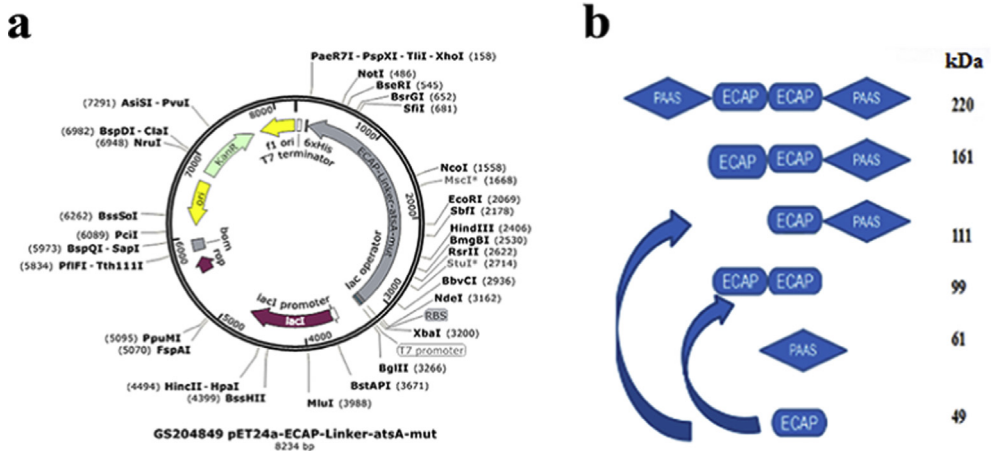 a
PaeR7I - PspXI - TliI - XhoI (158)
NotI (486)
BseRI (545)
BsrGI (652)
SfiI (681)
NcoI (1558)
MscI* (1668)
EcoRI (2069)
SbfI (2178)
HindIII (2406)
BmgBI (2530)
RsrII (2622)
StuI* (2714)
BbvCI (2936)
NdeI (3162)
RBS
XbaI (3200)
T7 promoter
BglII (3266)
BstAPI (3671)
MluI (3988)
(4399) BssHII
(4494) HincII - HpaI
(5070) FspAI
(5095) PpuMI
(5834) PflFI - Tth111I
(5973) BspQI - SapI
(6089) PciI
(6262) BssSoI
(6948) NruI
(6982) BspDI - ClaI
(7291) AsiSI - PvuI
1000
2000
3000
4000
5000
6000
7000
8000
f1 ori
6xHis
T7 terminator
KanR
ori
bom
rop
lacI promoter
lacI
lac operator
ECAP-Linker-atsA-mut
GS204849 pET24a-ECAP-Linker-atsA-mut
8234 bp
b
kDa
PAAS ECAP ECAP PAAS 220
ECAP ECAP PAAS 161
ECAP PAAS 111
ECAP ECAP 99
PAAS 61
ECAP 49